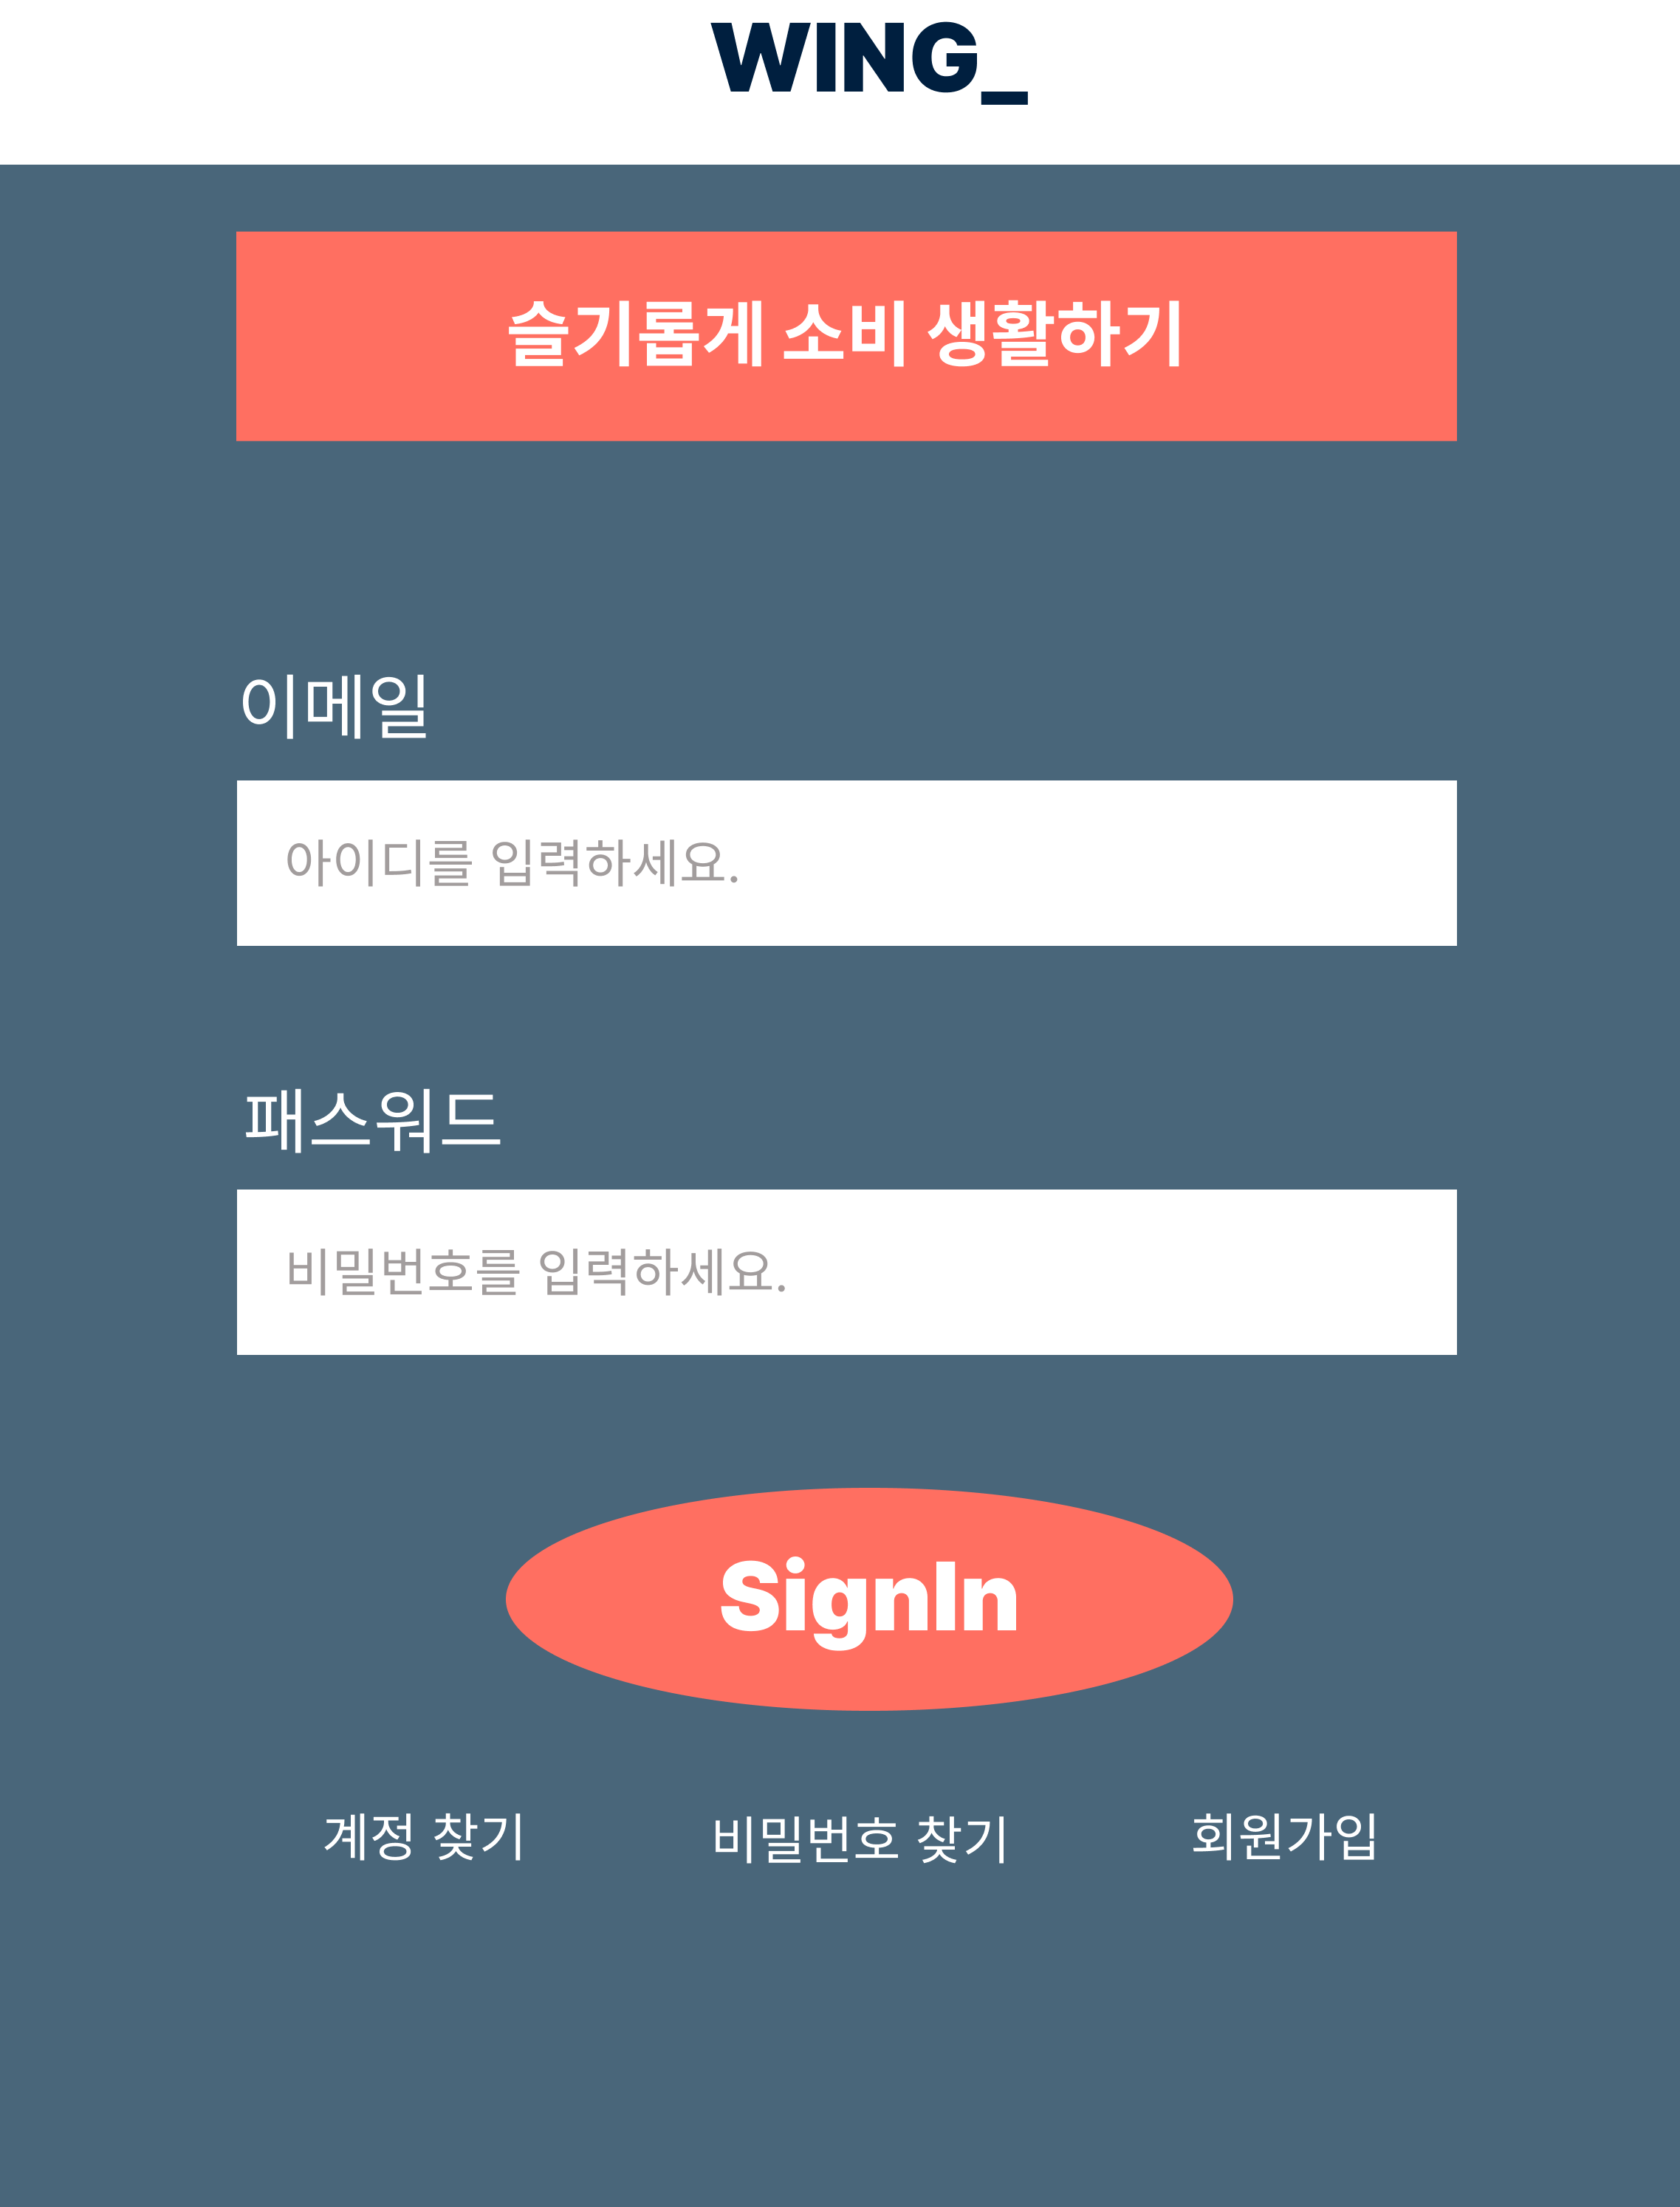 WING_
슬기롭게 소비 생활하기
이메일
아이디를 입력하세요.
패스워드
비밀번호를 입력하세요.
SignIn
계정 찾기 비밀번호 찾기 회원가입